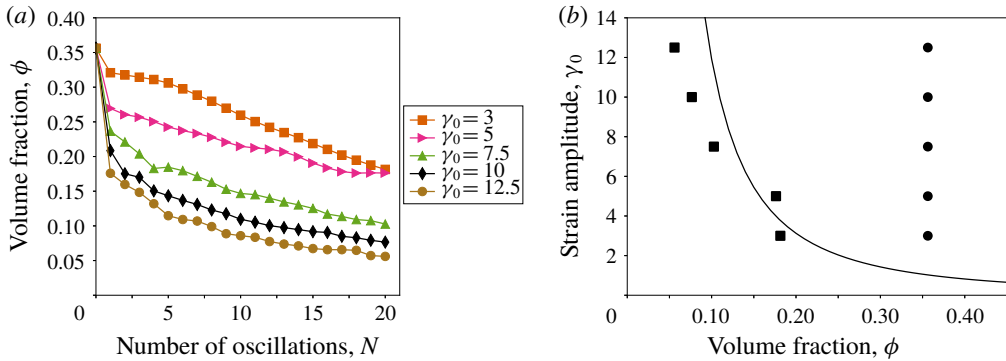 (a)
0.40
0.35
0.30
0.25
0.20
0.15
0.10
0.05
0
5
10
15
20
Volume fraction, ϕ
Number of oscillations, N
γ0 = 3
γ0 = 5
γ0 = 7.5
γ0 = 10
γ0 = 12.5
(b)
14
12
10
8
6
4
2
0
0.10
0.20
0.30
0.40
Strain amplitude, γ0
Volume fraction, ϕ